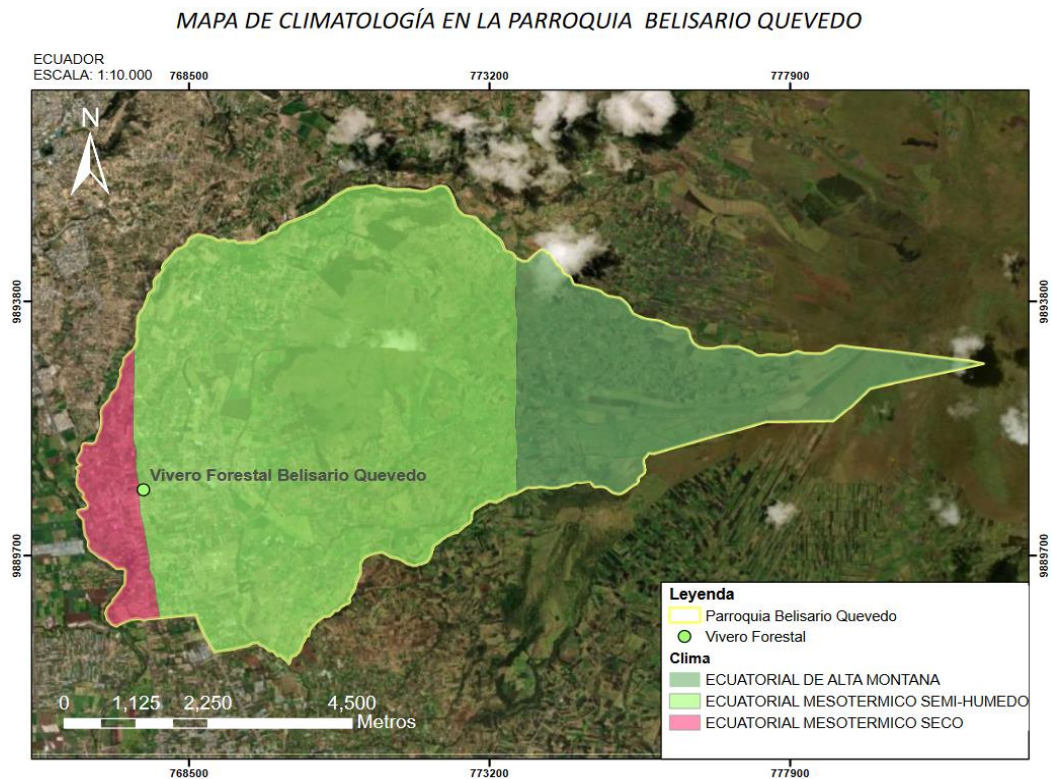 MAPA DE CLIMATOLOGÍA EN LA PARROQUIA BELISARIO QUEVEDO
ECUADOR
ESCALA: 1:10.000
768500 773200 777900
N
9893800 9893800
Vivero Forestal Belisario Quevedo
9889700 9889700
Leyenda
Parroquia Belisario Quevedo
Vivero Forestal
Clima
ECUATORIAL DE ALTA MONTANA
ECUATORIAL MESOTERMICO SEMI-HUMEDO
ECUATORIAL MESOTERMICO SECO
0 1,125 2,250 4,500
Metros
768500 773200 777900